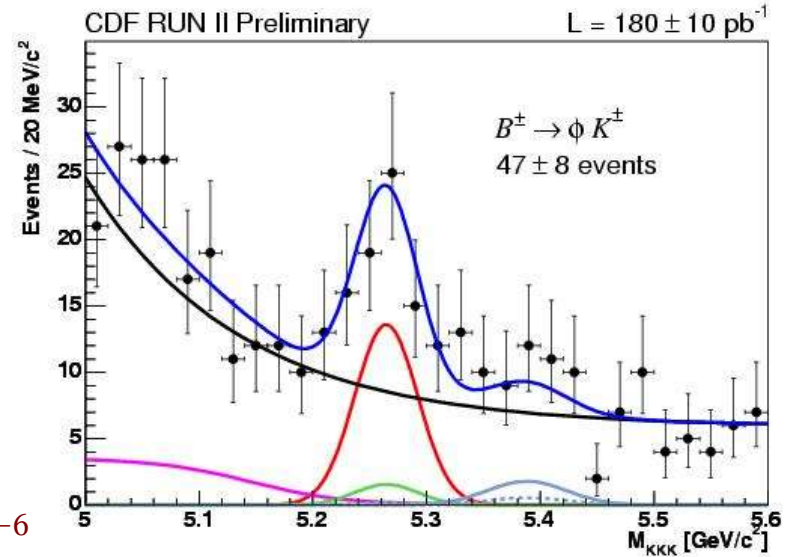 CDF RUN II Preliminary
L = 180 ± 10 pb⁻¹
Events / 20 MeV/c²
30
25
20
15
10
5
0
B± → φ K±
47 ± 8 events
5
5.1
5.2
5.3
5.4
5.5
5.6
M_KKK [GeV/c²]
–6